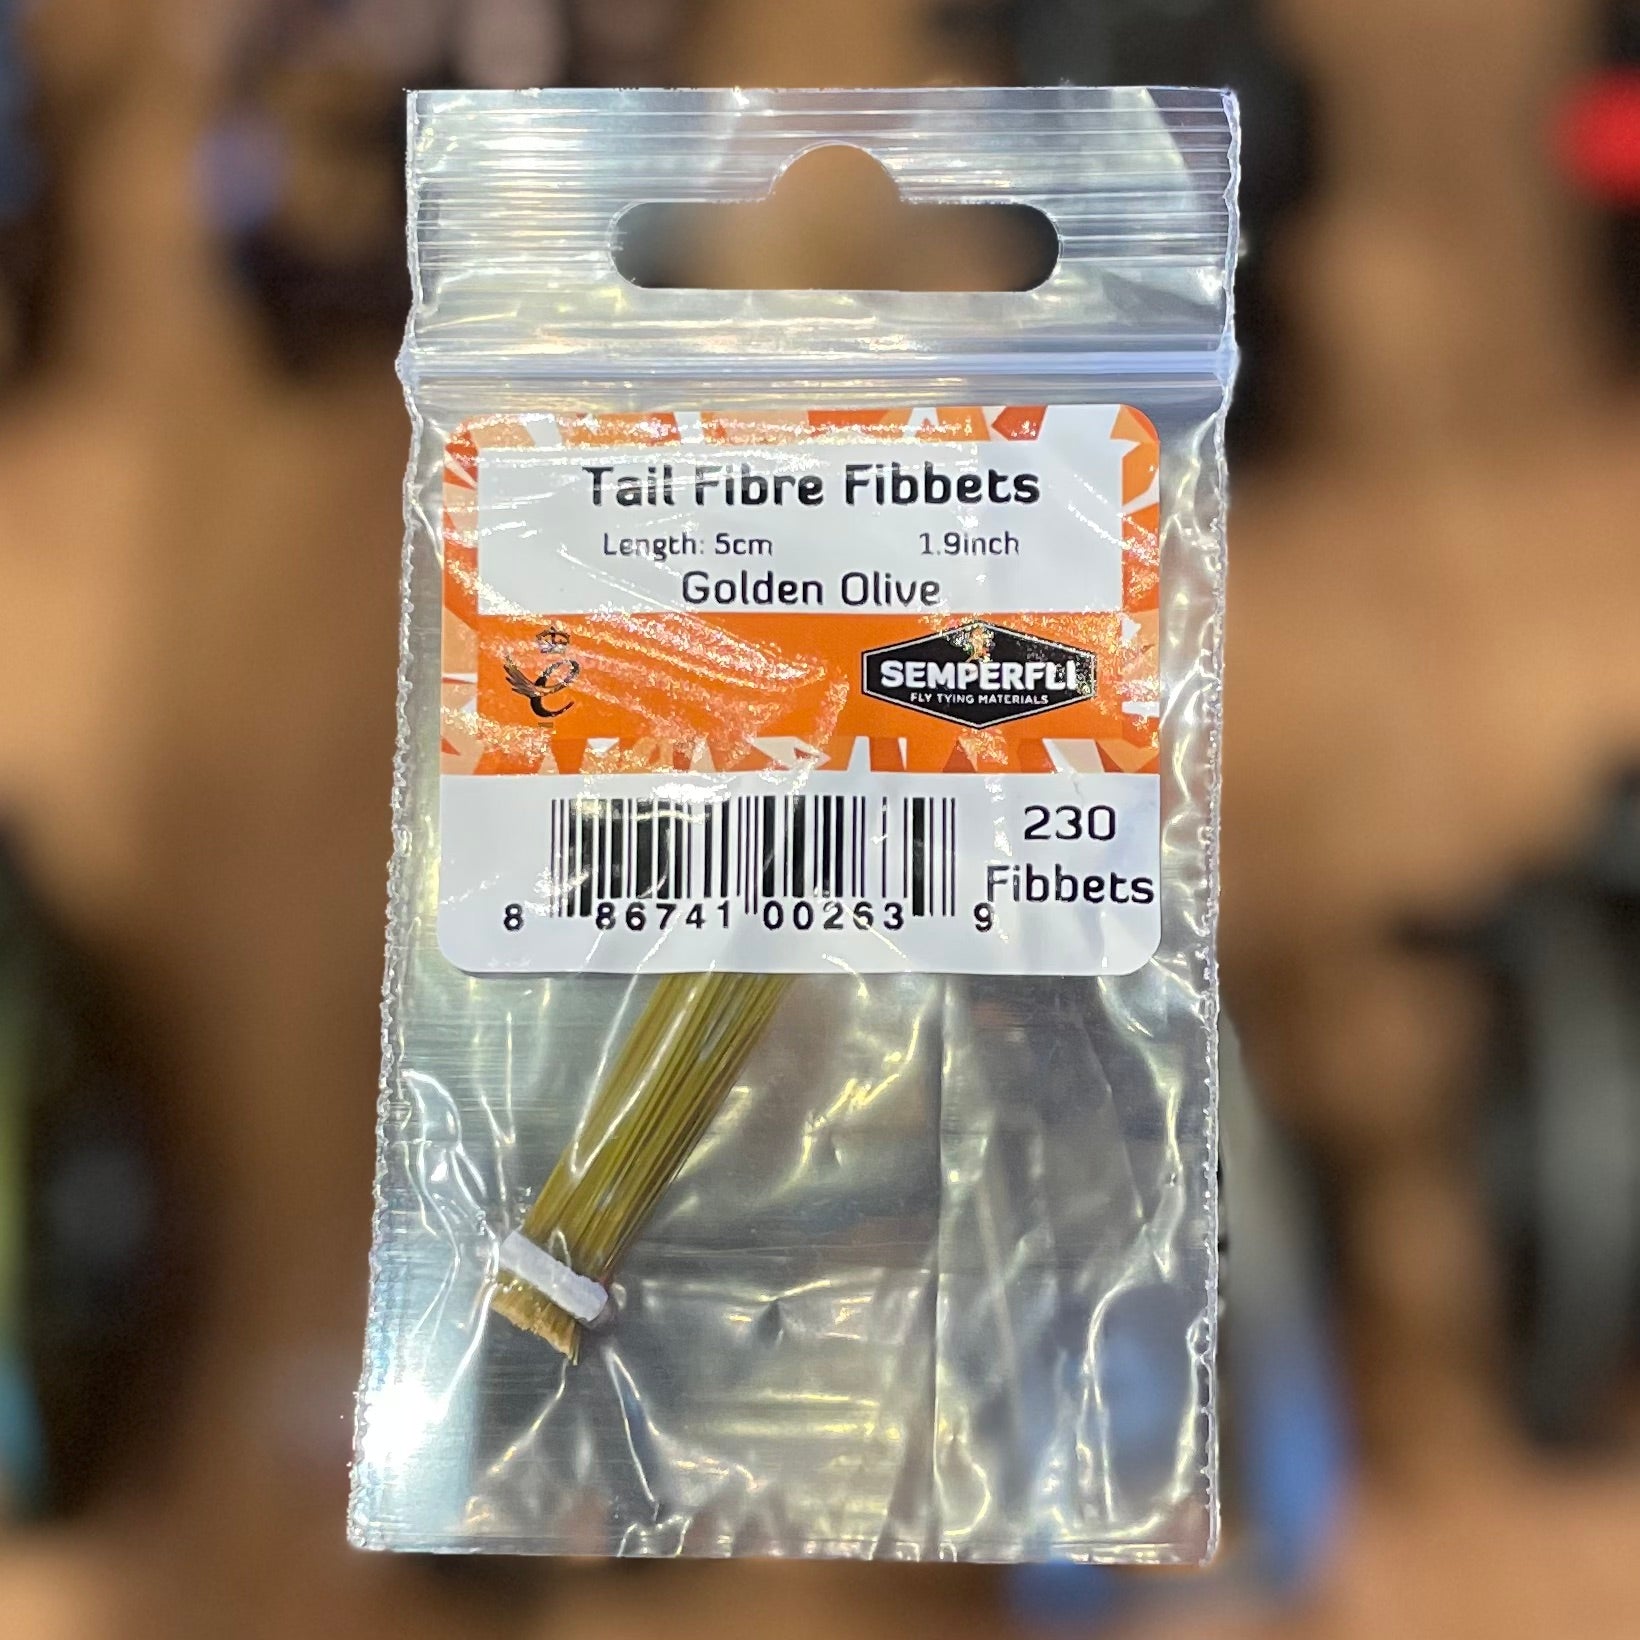 Tail Fibre Fibbets
Length: 5cm 1.9inch
Golden Olive
SEMPERFLI
FLY TYING MATERIALS
230
Fibbets
8 86741 00263 9